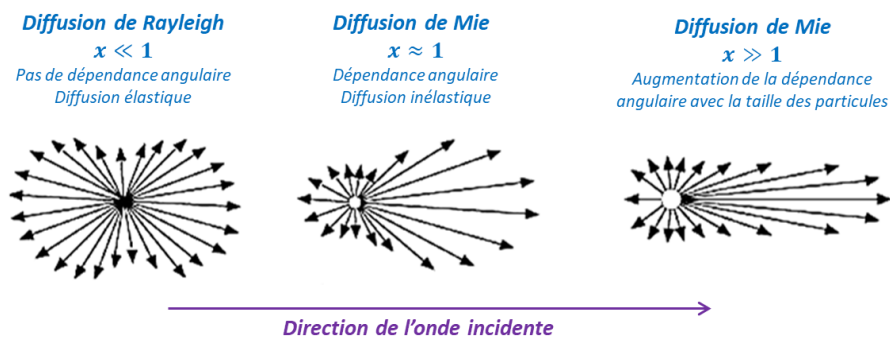 Diffusion de Rayleigh
x ≪ 1
Pas de dépendance angulaire
Diffusion élastique
Diffusion de Mie
x ≈ 1
Dépendance angulaire
Diffusion inélastique
Diffusion de Mie
x ≫ 1
Augmentation de la dépendance
angulaire avec la taille des particules
Direction de l'onde incidente